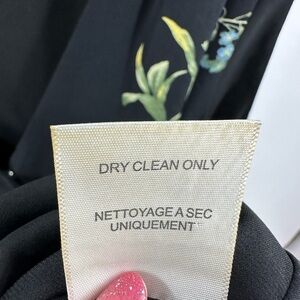 DRY CLEAN ONLY
NETTOYAGE A SEC
UNIQUEMENT